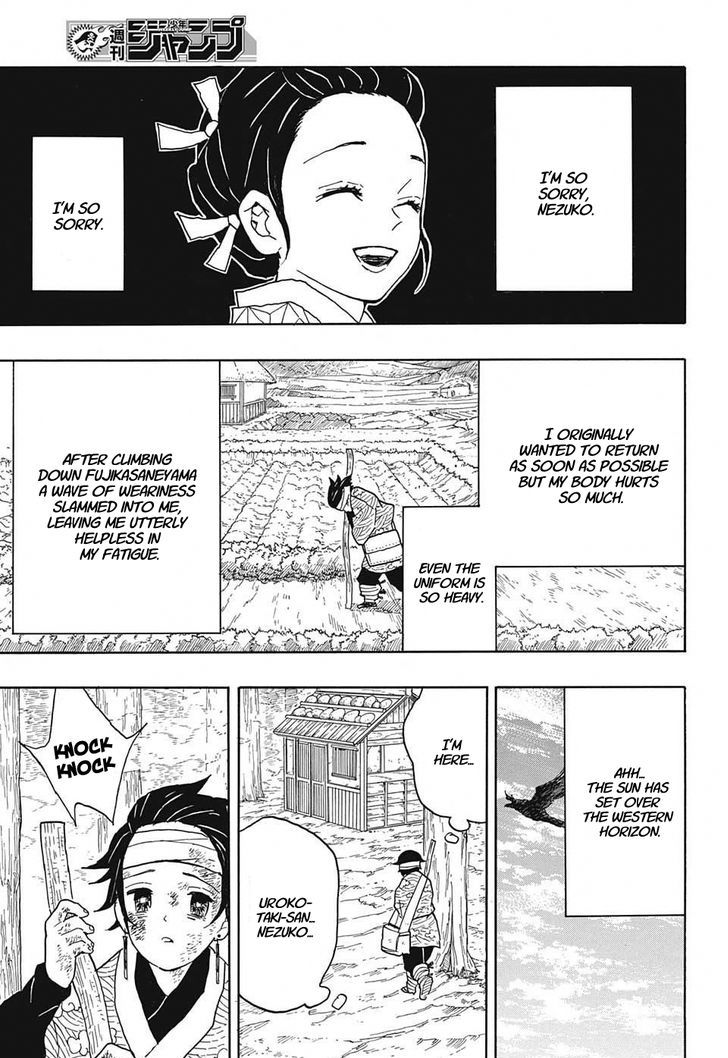 週刊少年ジャンプ
I'M SO
SORRY,
NEZUKO.
I'M SO
SORRY.
I ORIGINALLY
WANTED TO RETURN
AS SOON AS POSSIBLE
BUT MY BODY HURTS
SO MUCH.
EVEN THE
UNIFORM IS
SO HEAVY.
AFTER CLIMBING
DOWN FUJIKASANEYAMA
A WAVE OF WEARINESS
SLAMMED INTO ME,
LEAVING ME UTTERLY
HELPLESS IN
MY FATIGUE.
AHH...
THE SUN HAS
SET OVER
THE WESTERN
HORIZON.
I'M
HERE...
UROKO-
TAKI-SAN...
NEZUKO...
KNOCK
KNOCK